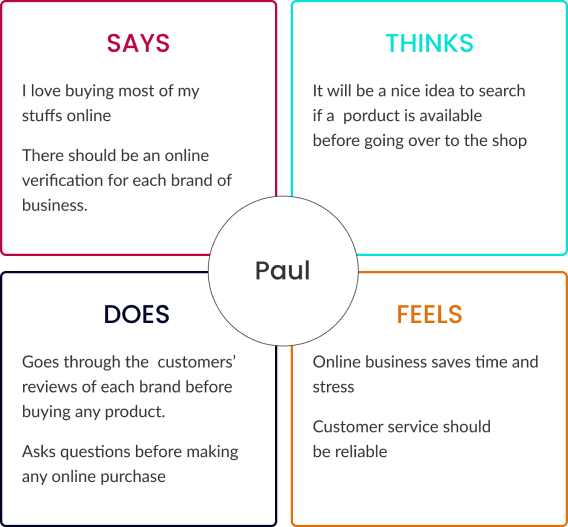 SAYS
I love buying most of my
stuffs online
There should be an online
verification for each brand of
business.
THINKS
It will be a nice idea to search
if a  porduct is available
before going over to the shop
Paul
DOES
Goes through the  customers’
reviews of each brand before
buying any product.
Asks questions before making
any online purchase
FEELS
Online business saves time and
stress
Customer service should
be reliable